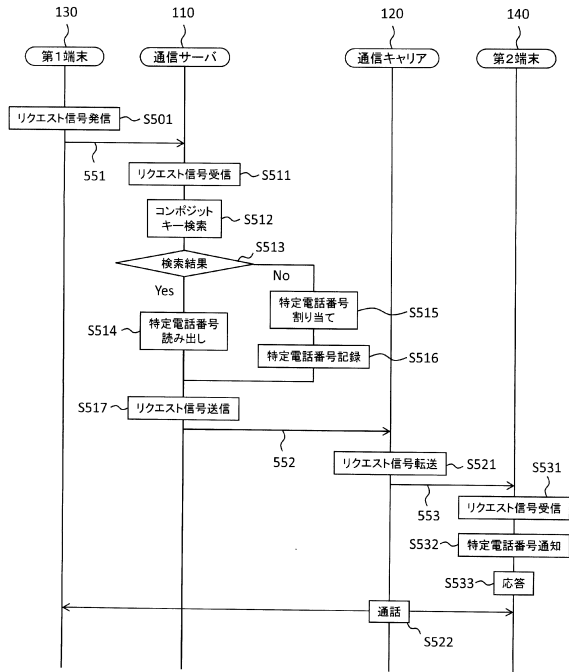 130
110
120
140
第1端末
通信サーバ
通信キャリア
第2端末
リクエスト信号発信
S501
551
リクエスト信号受信
S511
コンポジット
キー検索
S512
検索結果
S513
Yes
No
特定電話番号
読み出し
S514
特定電話番号
割り当て
S515
特定電話番号記録
S516
S517
リクエスト信号送信
552
リクエスト信号転送
S521
553
S531
リクエスト信号受信
S532
特定電話番号通知
S533
応答
通話
S522